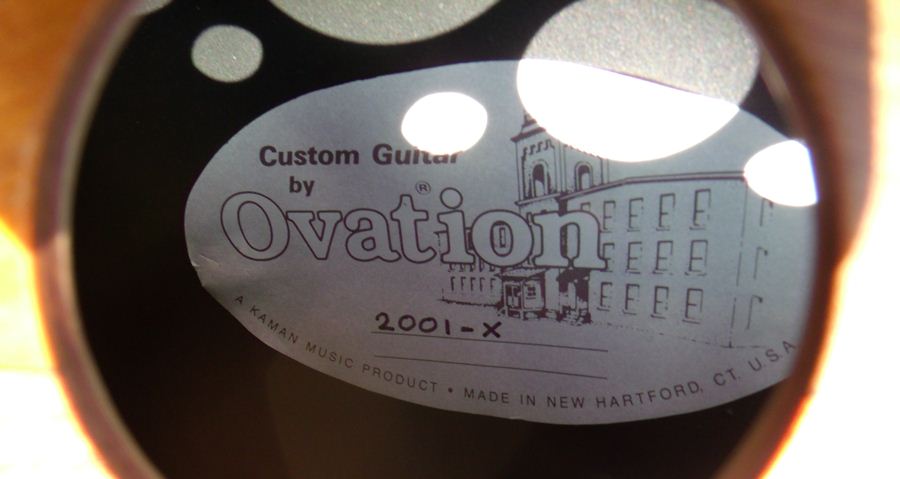 Custom Guitar
by
Ovation®
2001-X
A KAMAN MUSIC PRODUCT • MADE IN NEW HARTFORD, CT. U.S.A